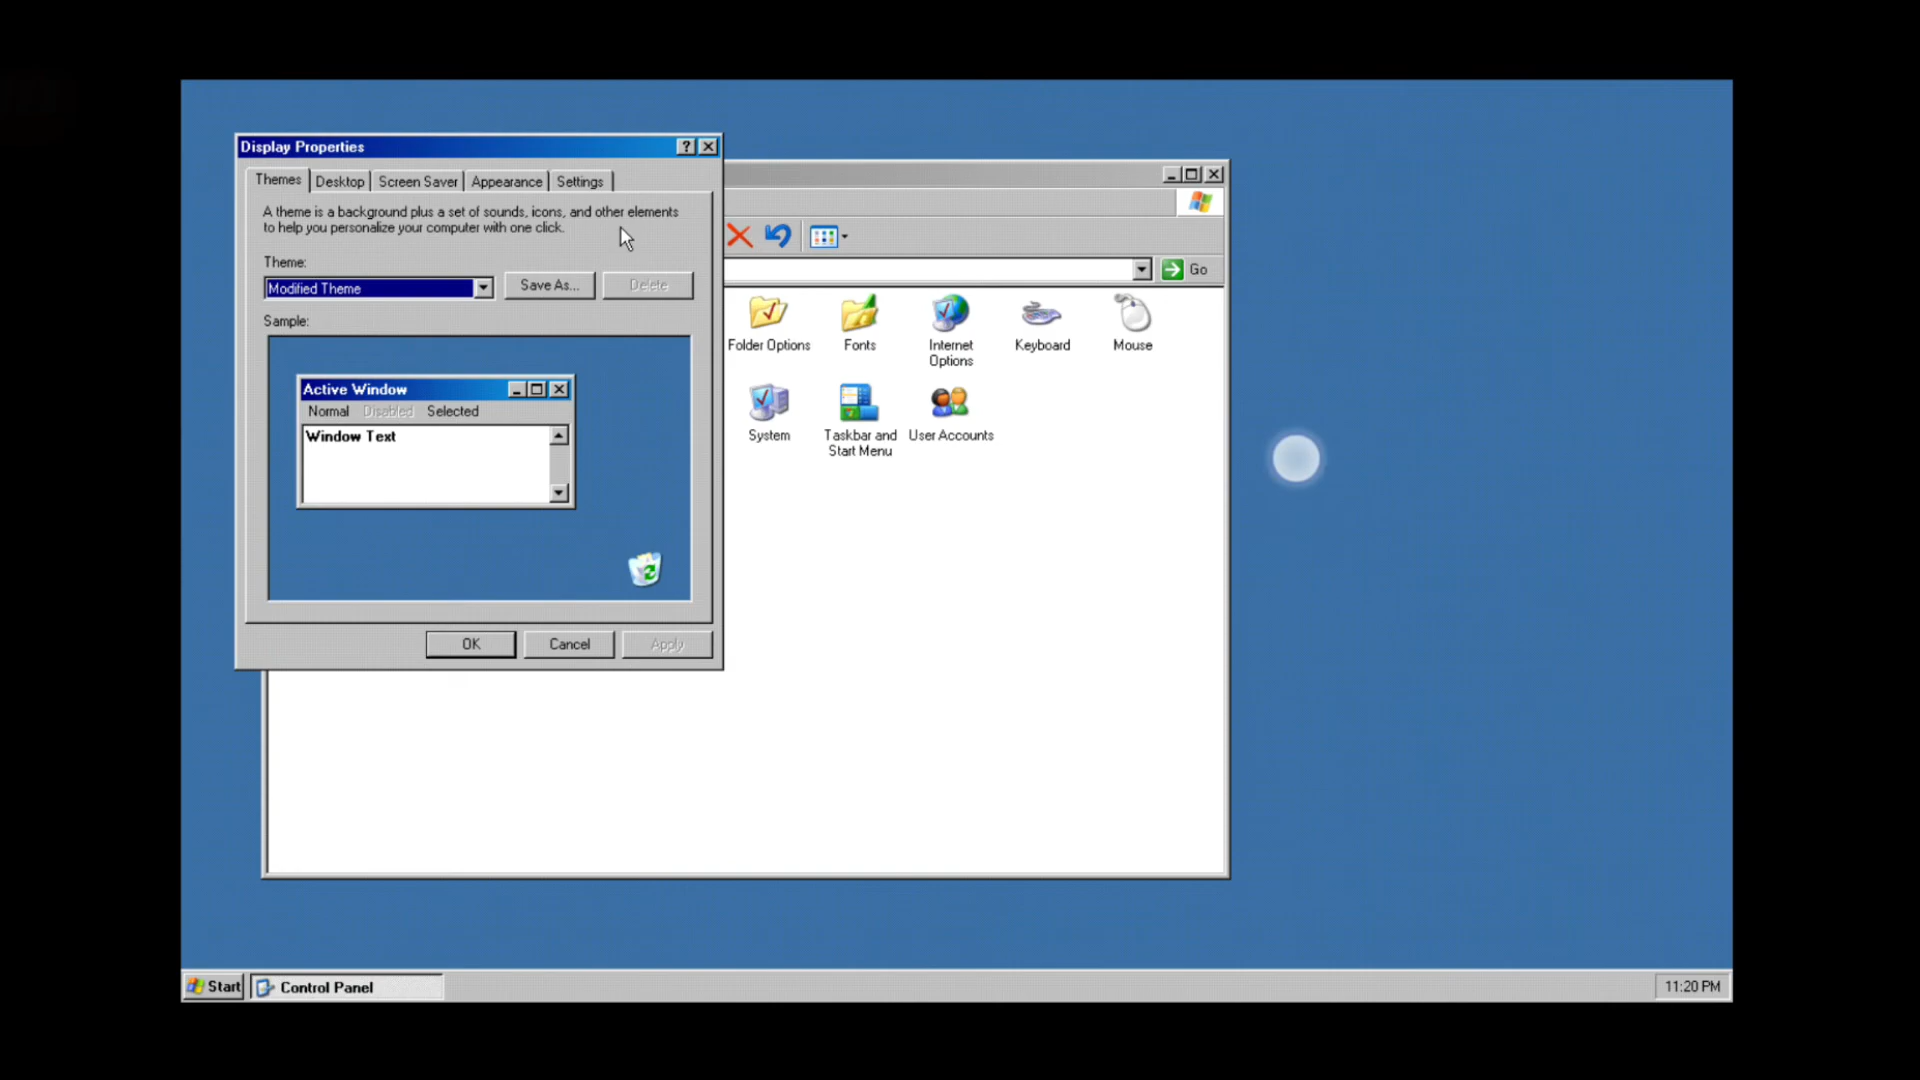 Display Properties
Themes Desktop Screen Saver Appearance Settings
A theme is a background plus a set of sounds, icons, and other elements
to help you personalize your computer with one click.
Theme:
Modified Theme Save As... Delete
Sample:
Active Window
Normal Disabled Selected
Window Text
OK Cancel Apply
Go
Folder Options Fonts Internet Options Keyboard Mouse
System Taskbar and Start Menu User Accounts
Start Control Panel 11:20 PM